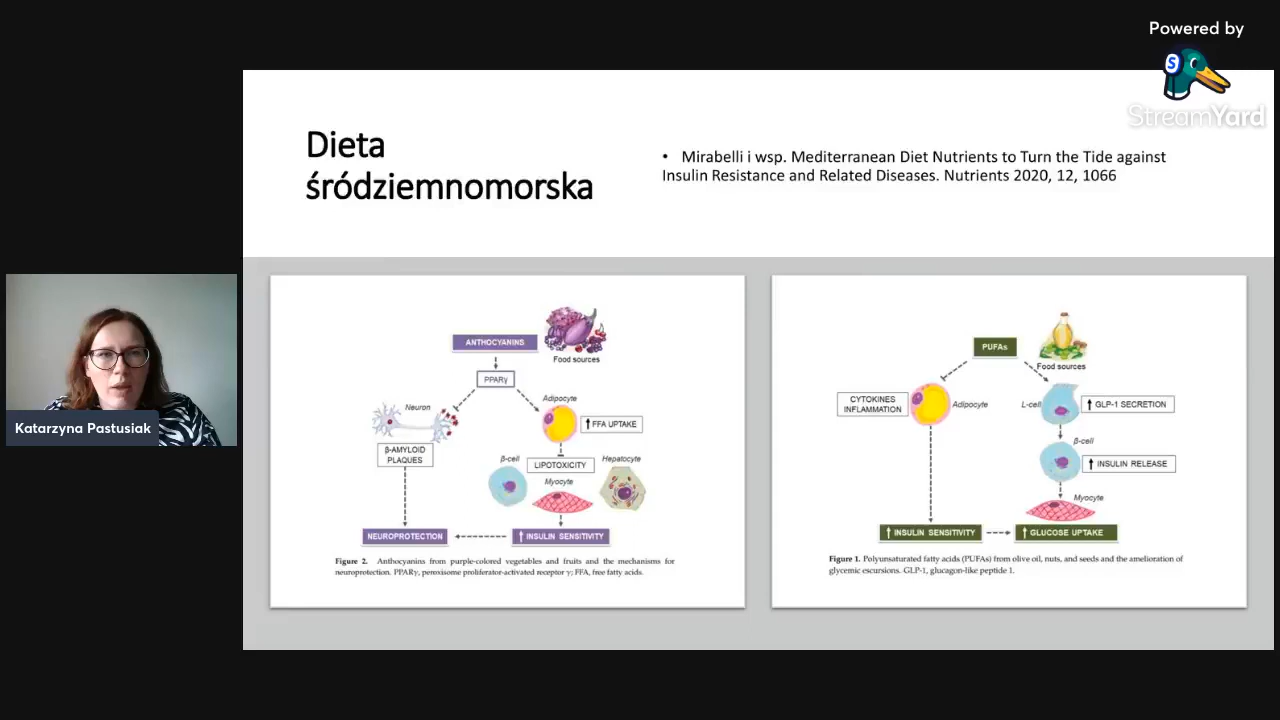 Powered by
StreamYard
Dieta
śródziemnomorska
• Mirabelli i wsp. Mediterranean Diet Nutrients to Turn the Tide against
Insulin Resistance and Related Diseases. Nutrients 2020, 12, 1066
Katarzyna Pastusiak
ANTHOCYANINS
Food sources
PPARγ
Neuron
Adipocyte
FFA UPTAKE
β-AMYLOID
PLAQUES
β-cell
LIPOTOXICITY
Hepatocyte
Myocyte
NEUROPROTECTION
INSULIN SENSITIVITY
Figure 2. Anthocyanins from purple-colored vegetables and fruits and the mechanisms for
neuroprotection. PPARγ, peroxisome proliferator-activated receptor γ; FFA, free fatty acids.
PUFAs
Food sources
CYTOKINES
INFLAMMATION
Adipocyte
L-cell
GLP-1 SECRETION
β-cell
INSULIN RELEASE
Myocyte
INSULIN SENSITIVITY
GLUCOSE UPTAKE
Figure 1. Polyunsaturated fatty acids (PUFAs) from olive oil, nuts, and seeds and the amelioration of
glycemic excursions. GLP-1, glucagon-like peptide 1.